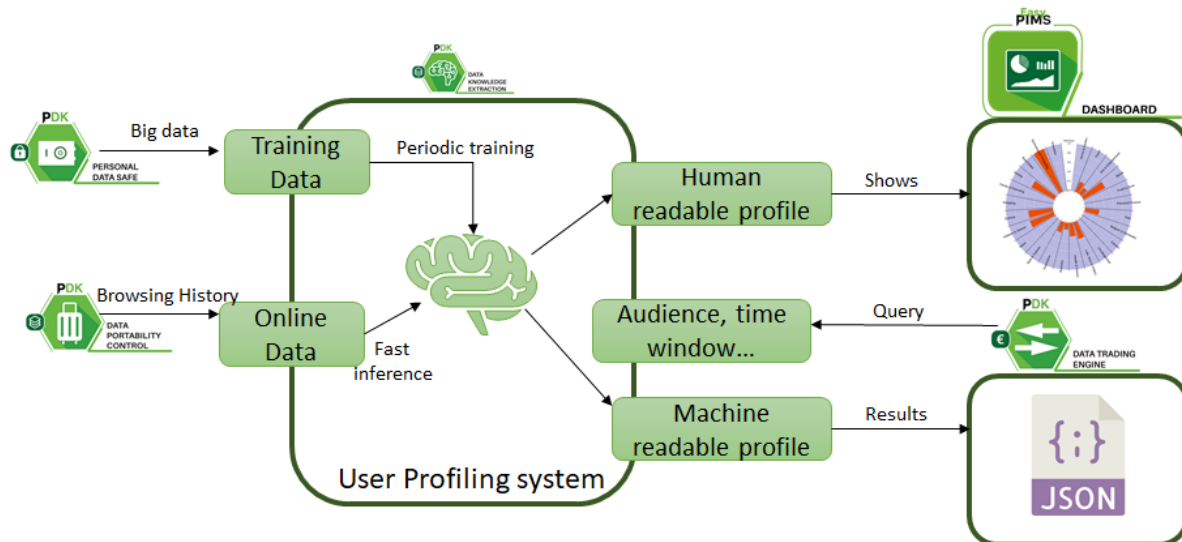 Easy
PIMS
DASHBOARD
PDK
DATA
KNOWLEDGE
EXTRACTION
PDK
PERSONAL
DATA SAFE
Big data
Training
Data
Periodic training
Human
readable profile
Shows
PDK
DATA
PORTABILITY
CONTROL
Browsing History
Online
Data
Fast
inference
Audience, time
window...
Query
PDK
€
DATA TRADING
ENGINE
Machine
readable profile
Results
User Profiling system
{;}
JSON